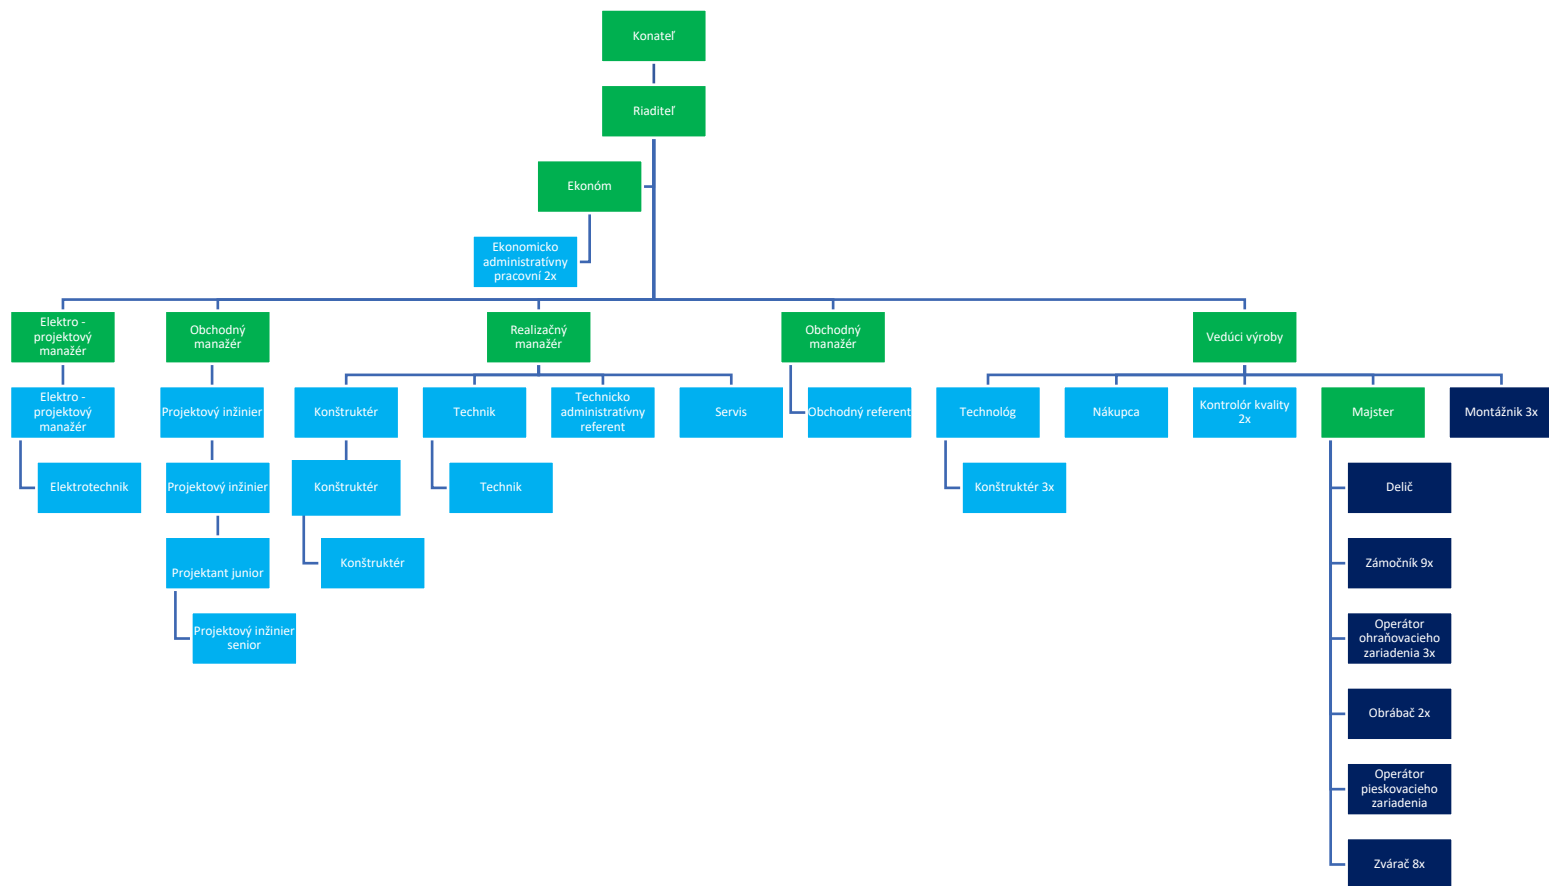 Konateľ
Riaditeľ
Ekonóm
Ekonomicko
administratívny
pracovní 2x
Elektro -
projektový
manažér
Obchodný
manažér
Realizačný
manažér
Obchodný
manažér
Vedúci výroby
Elektro -
projektový
manažér
Projektový inžinier
Konštruktér
Technik
Technicko
administratívny
referent
Servis
Obchodný referent
Technológ
Nákupca
Kontrolór kvality
2x
Majster
Montážnik 3x
Elektrotechnik
Projektový inžinier
Konštruktér
Technik
Konštruktér 3x
Delič
Projektant junior
Konštruktér
Zámočník 9x
Projektový inžinier
senior
Operátor
ohraňovacieho
zariadenia 3x
Obrábač 2x
Operátor
pieskovacieho
zariadenia
Zvárač 8x